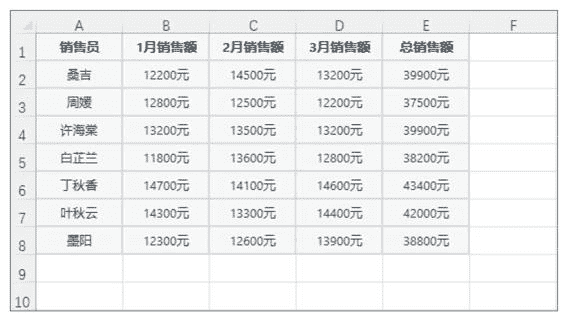 A B C D E F
1 销售员 1月销售额 2月销售额 3月销售额 总销售额
2 桑吉 12200元 14500元 13200元 39900元
3 周媛 12800元 12500元 12200元 37500元
4 许海棠 13200元 13500元 13200元 39900元
5 白芷兰 11800元 13600元 12800元 38200元
6 丁秋香 14700元 14100元 14600元 43400元
7 叶秋云 14300元 13300元 14400元 42000元
8 墨阳 12300元 12600元 13900元 38800元
9
10